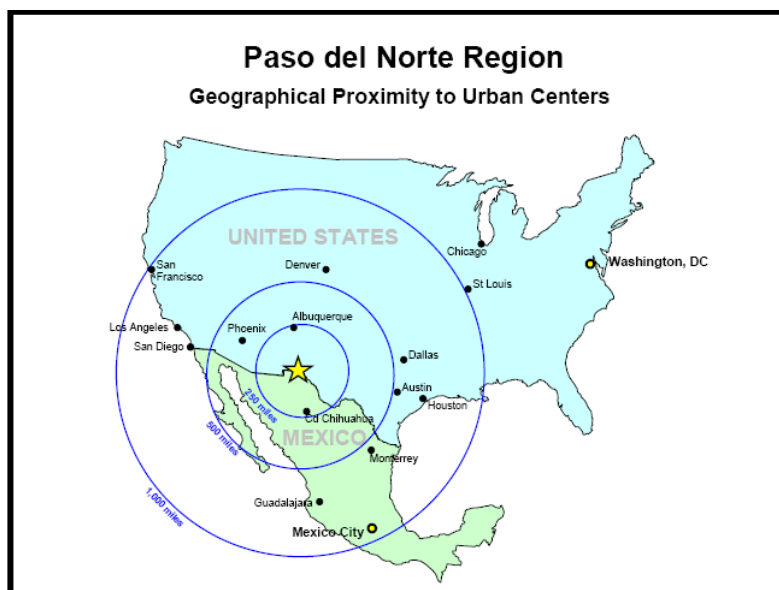 Paso del Norte Region
Geographical Proximity to Urban Centers
UNITED STATES
Chicago
Washington, DC
San
Francisco
Denver
St Louis
Los Angeles
Phoenix
Albuquerque
San Diego
Dallas
Austin
Houston
250 miles
Cd Chihuahua
500 miles
MEXICO
Monterrey
1,000 miles
Guadalajara
Mexico City